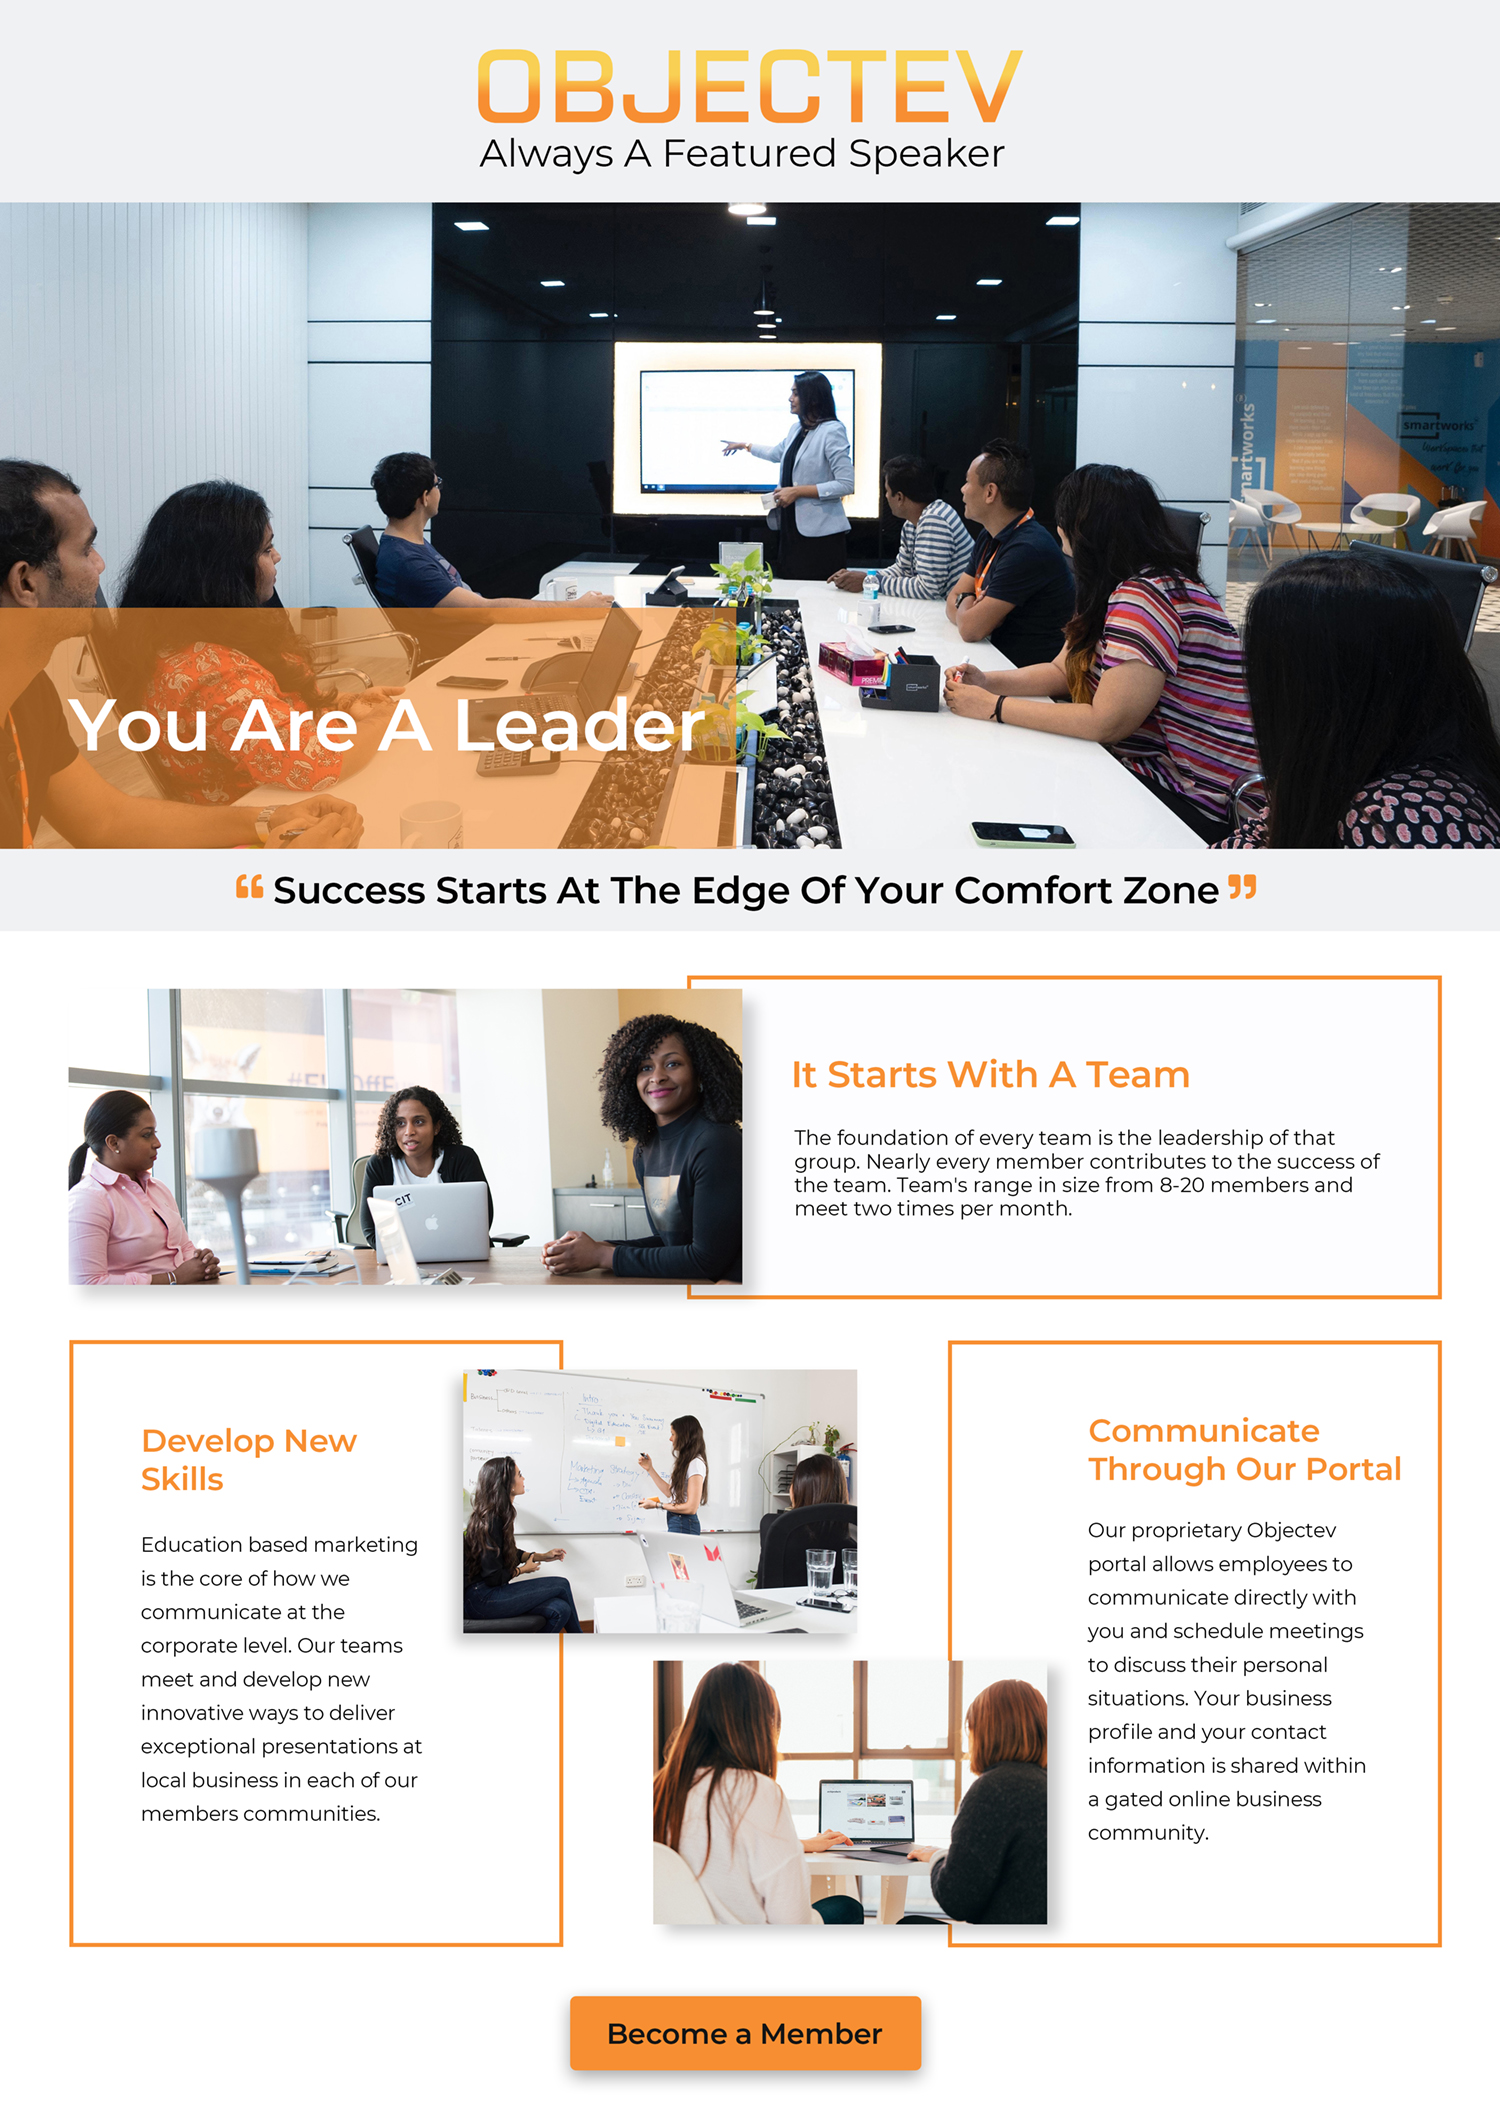 OBJECTEV
Always A Featured Speaker
smartworks
smartworks
You Are A Leader
“ Success Starts At The Edge Of Your Comfort Zone ”
It Starts With A Team
The foundation of every team is the leadership of that
group. Nearly every member contributes to the success of
the team. Team's range in size from 8-20 members and
meet two times per month.
CIT
Develop New
Skills
Education based marketing
is the core of how we
communicate at the
corporate level. Our teams
meet and develop new
innovative ways to deliver
exceptional presentations at
local business in each of our
members communities.
Business
Intro
Communicate
Through Our Portal
Our proprietary Objectev
portal allows employees to
communicate directly with
you and schedule meetings
to discuss their personal
situations. Your business
profile and your contact
information is shared within
a gated online business
community.
Become a Member